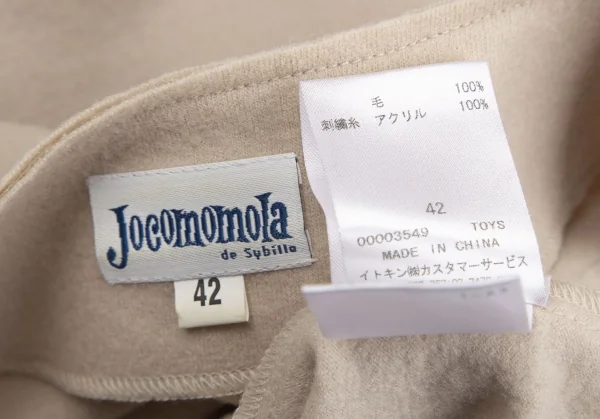 Jocomomola
de Sybilla
42
毛 100%
刺繍糸 アクリル 100%
42
00003549 TOYS
MADE IN CHINA
イトキン㈱カスタマーサービス